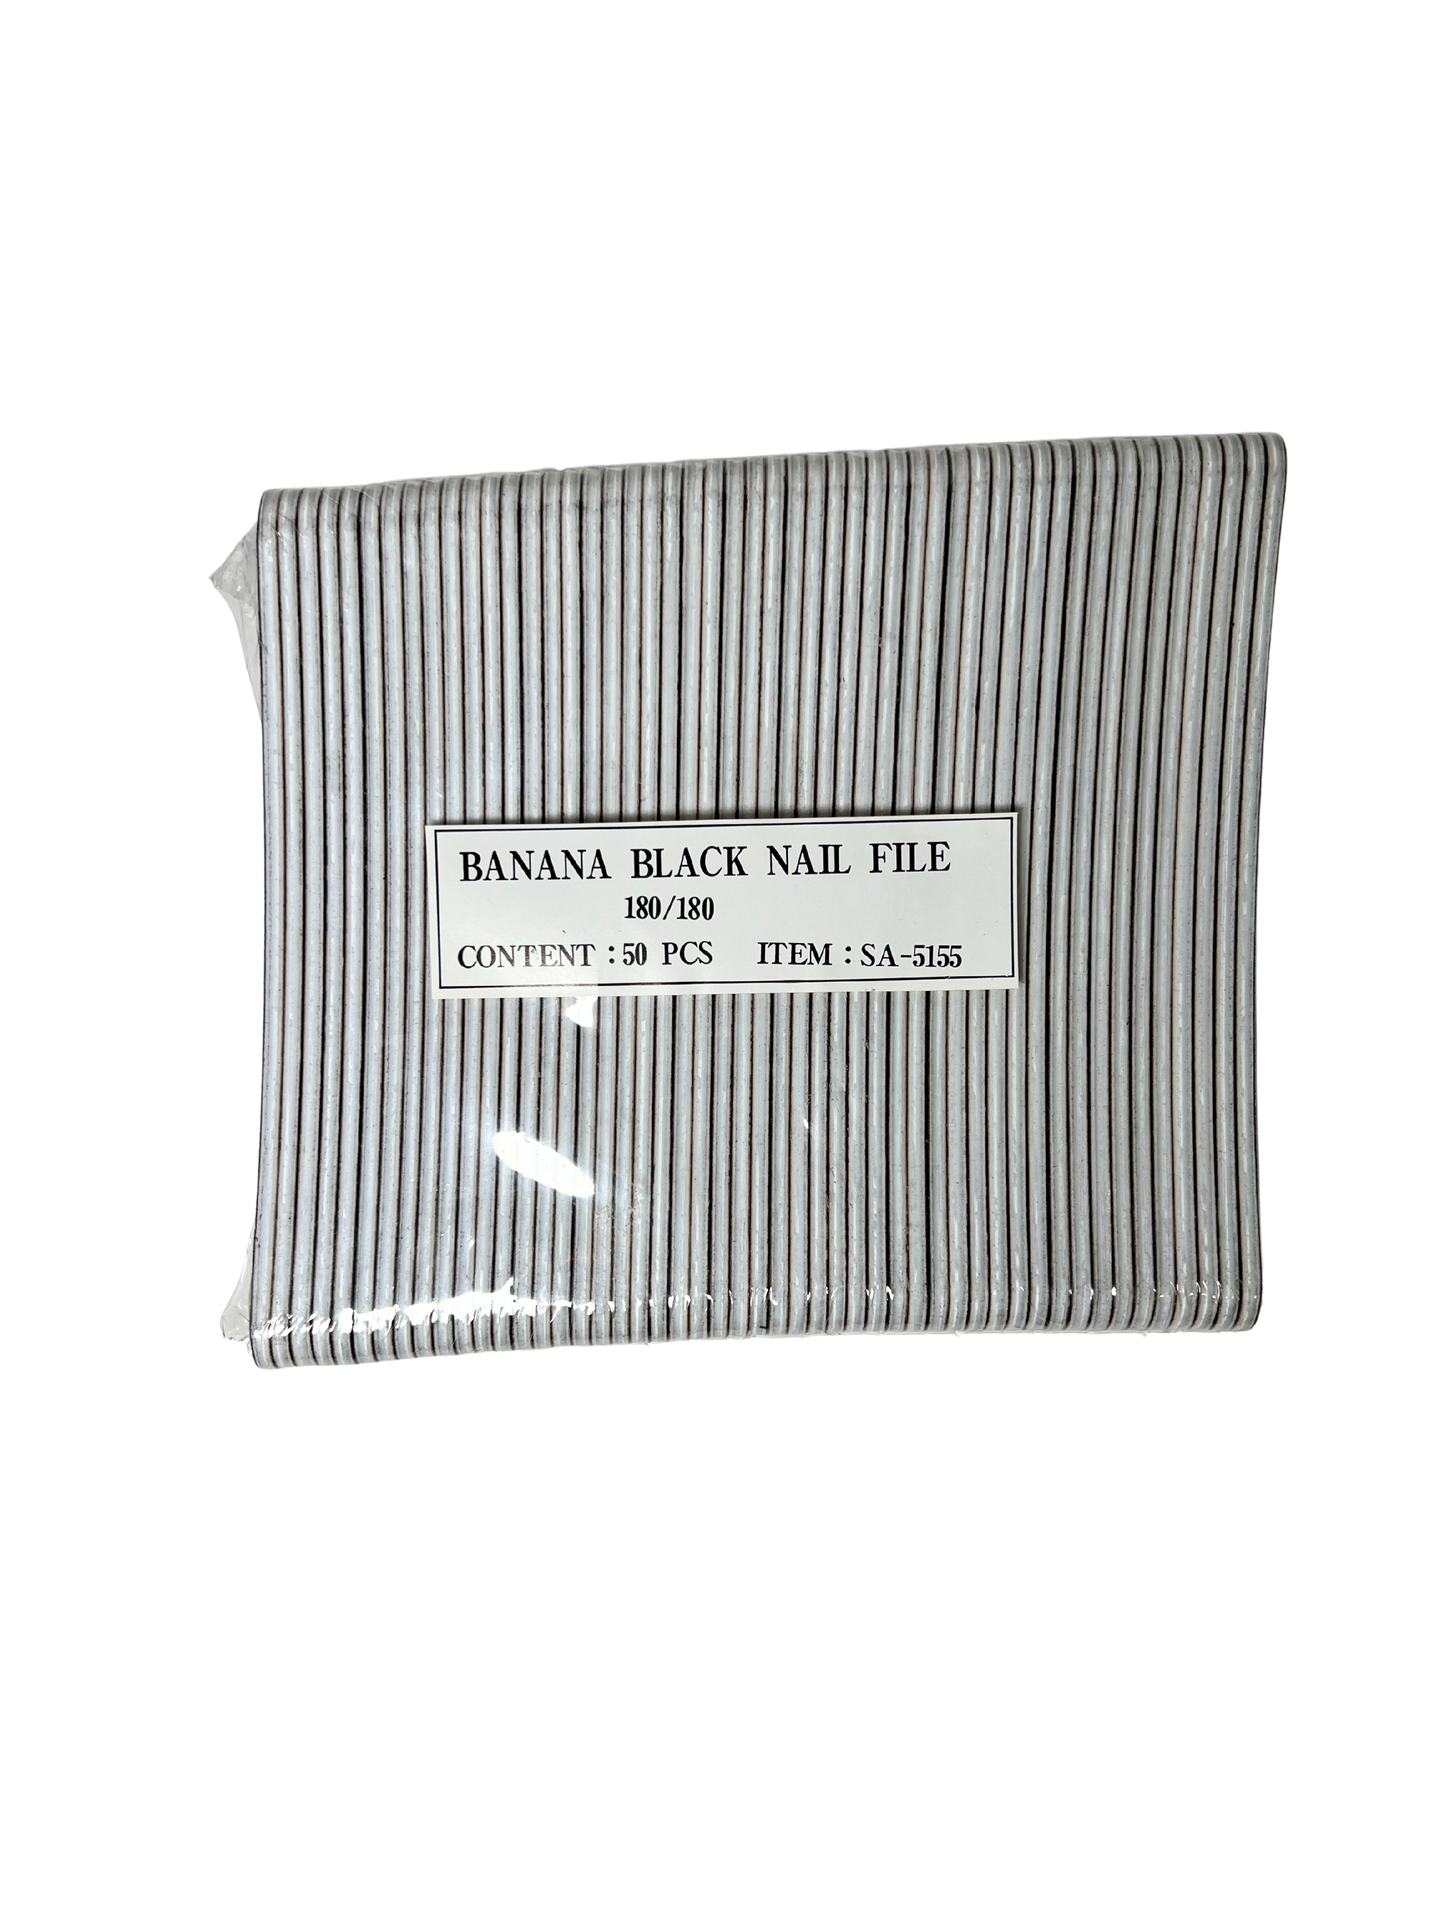 BANANA BLACK NAIL FILE
180/180
CONTENT : 50 PCS ITEM : SA-5155